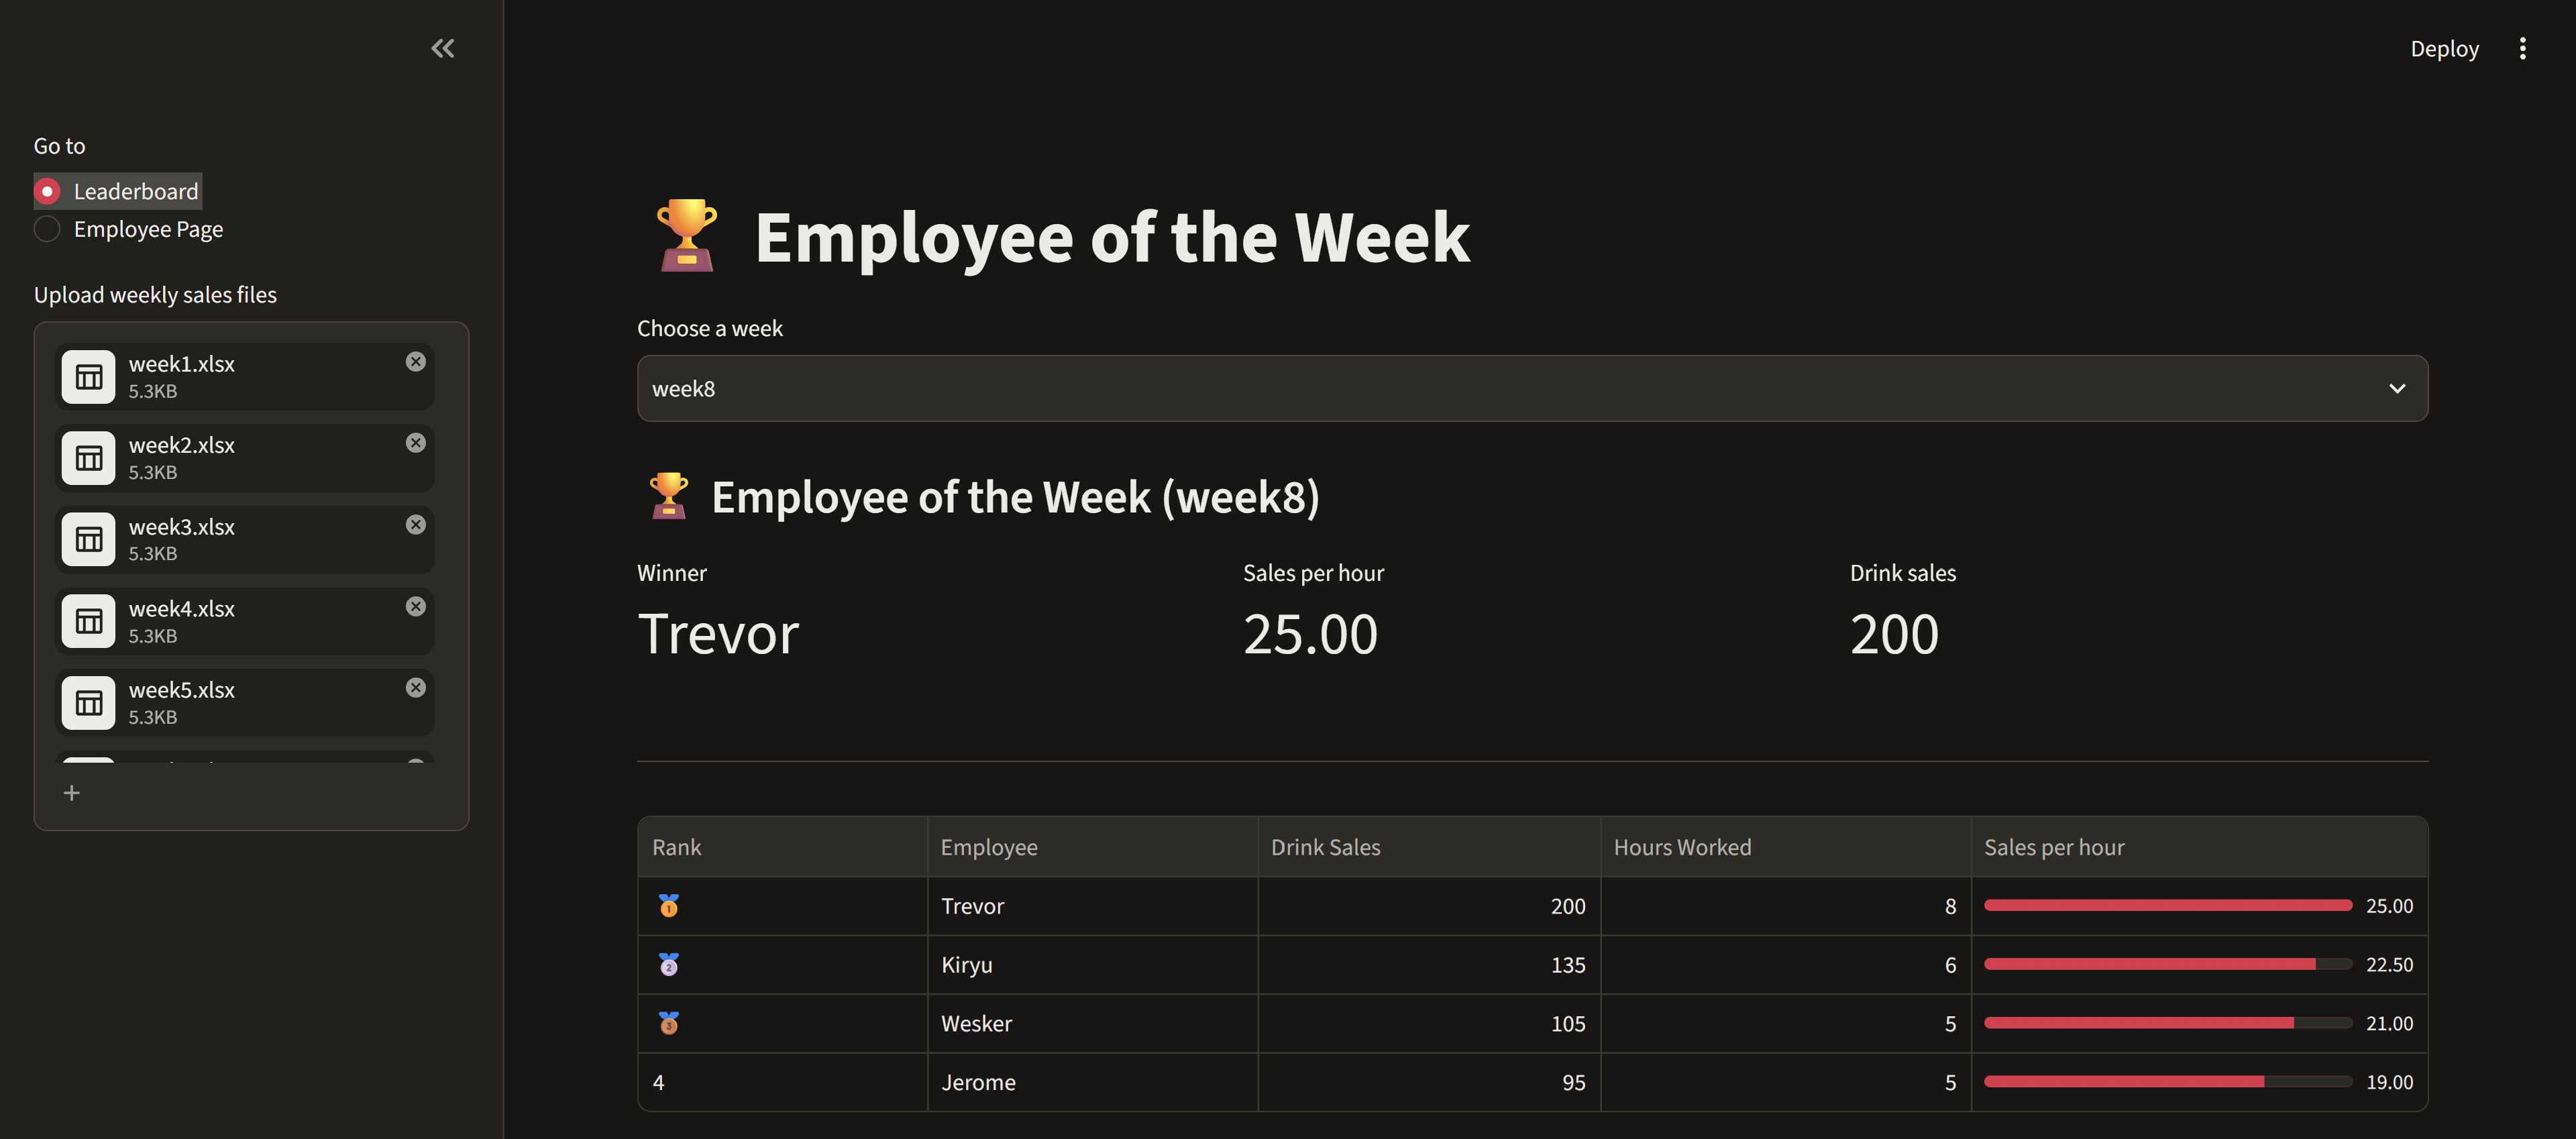 Deploy
Go to
Leaderboard
Employee Page
Upload weekly sales files
week1.xlsx
5.3KB
week2.xlsx
5.3KB
week3.xlsx
5.3KB
week4.xlsx
5.3KB
week5.xlsx
5.3KB
Employee of the Week
Choose a week
week8
Employee of the Week (week8)
Winner Sales per hour Drink sales
Trevor 25.00 200
Rank Employee Drink Sales Hours Worked Sales per hour
1 Trevor 200 8 25.00
2 Kiryu 135 6 22.50
3 Wesker 105 5 21.00
4 Jerome 95 5 19.00